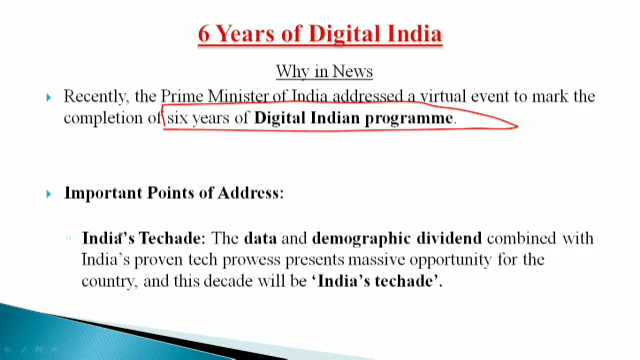 6 Years of Digital India
Why in News
Recently, the Prime Minister of India addressed a virtual event to mark the
completion of six years of Digital Indian programme.
Important Points of Address:
India's Techade: The data and demographic dividend combined with
India's proven tech prowess presents massive opportunity for the
country, and this decade will be 'India's techade'.